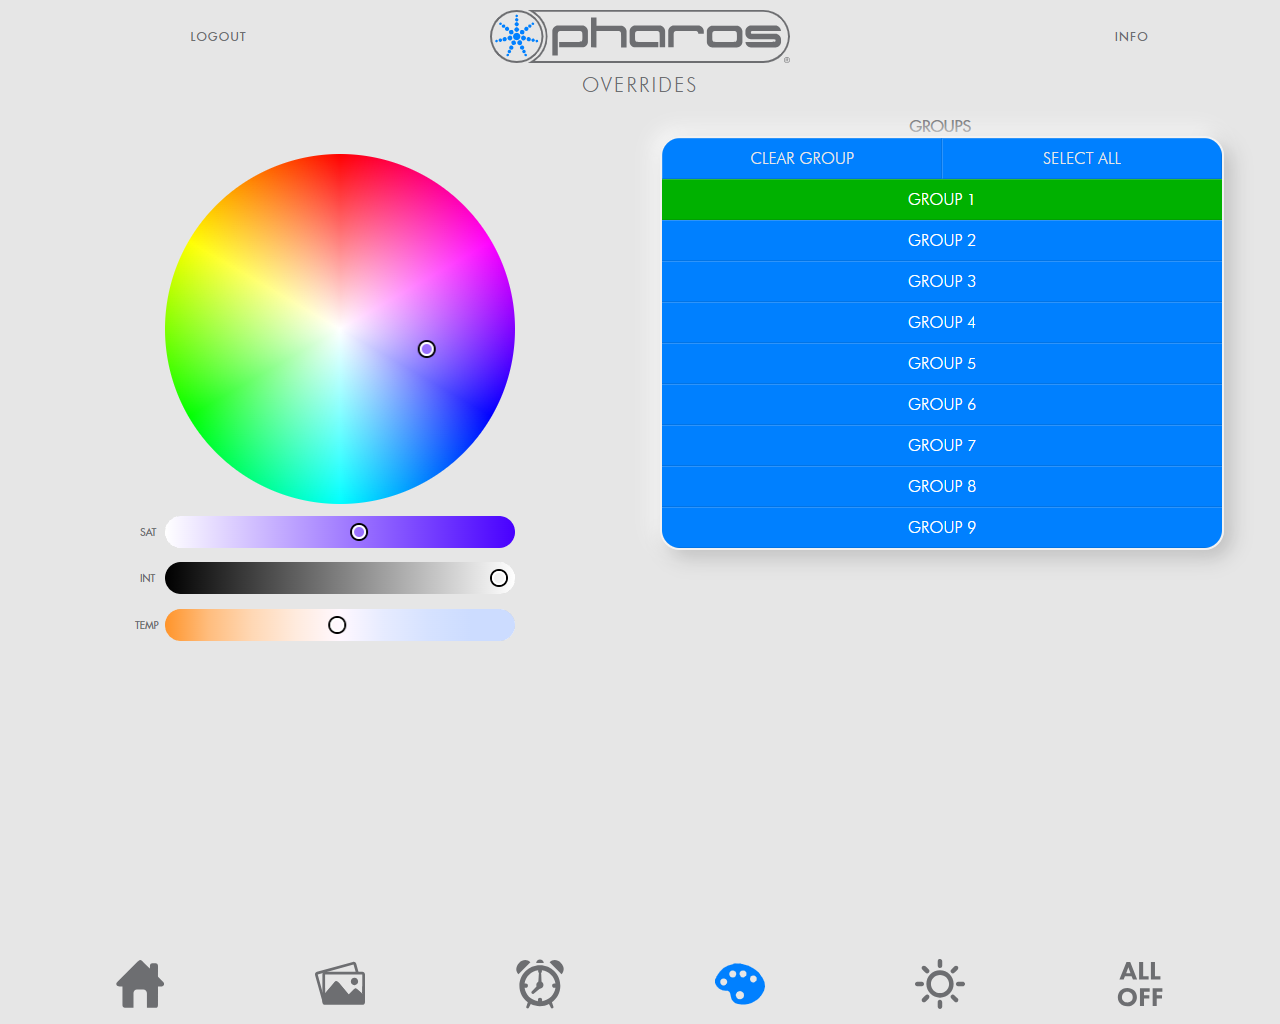 LOGOUT
pharos®
INFO
OVERRIDES
GROUPS
CLEAR GROUP
SELECT ALL
GROUP 1
GROUP 2
GROUP 3
GROUP 4
GROUP 5
GROUP 6
GROUP 7
GROUP 8
GROUP 9
SAT
INT
TEMP
ALL
OFF